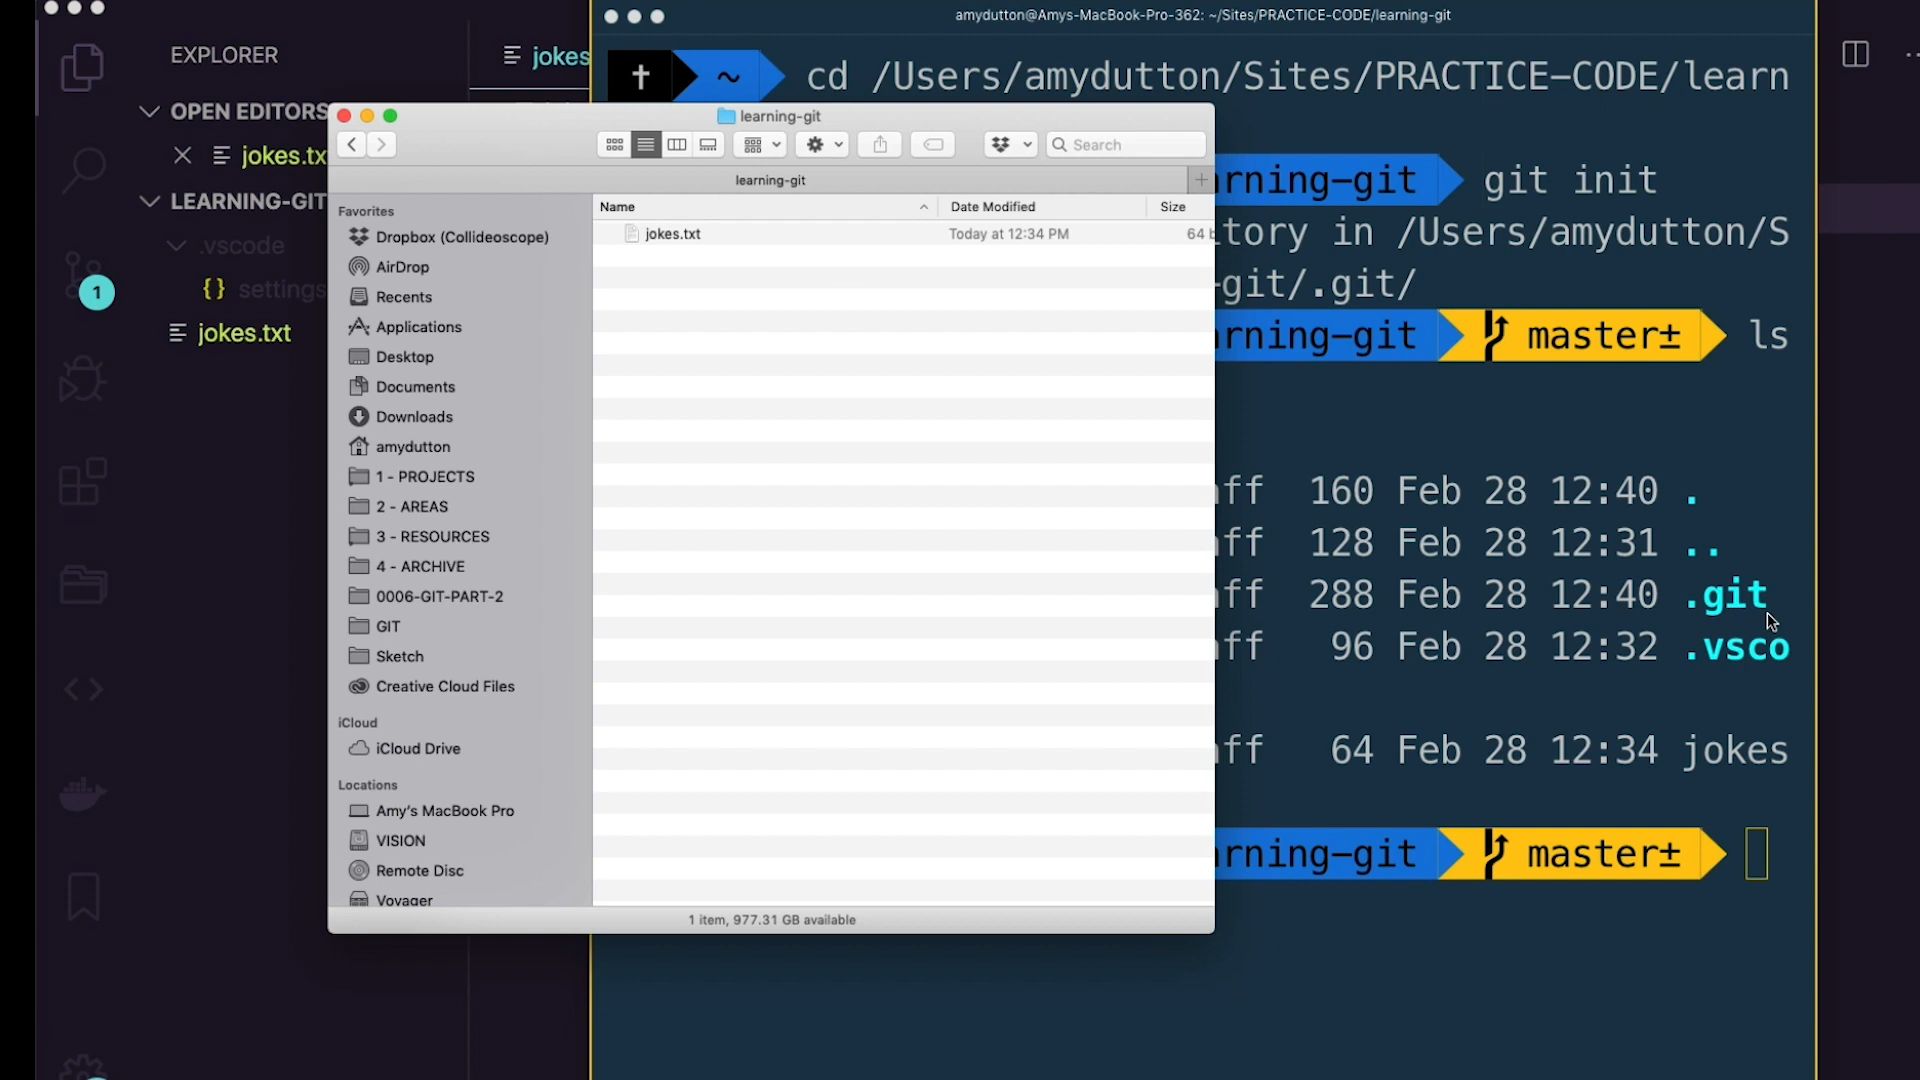 EXPLORER
OPEN EDITORS
jokes.tx
LEARNING-GIT
.vscode
{} settings
jokes.txt
1
jokes
amydutton@Amys-MacBook-Pro-362: ~/Sites/PRACTICE-CODE/learning-git
~ cd /Users/amydutton/Sites/PRACTICE-CODE/learn
rning-git git init
tory in /Users/amydutton/S
-git/.git/
rning-git master± ls
ff 160 Feb 28 12:40 .
ff 128 Feb 28 12:31 ..
ff 288 Feb 28 12:40 .git
ff 96 Feb 28 12:32 .vsco
ff 64 Feb 28 12:34 jokes
rning-git master±
learning-git
Search
learning-git
Favorites
Dropbox (Collideoscope)
AirDrop
Recents
Applications
Desktop
Documents
Downloads
amydutton
1 - PROJECTS
2 - AREAS
3 - RESOURCES
4 - ARCHIVE
0006-GIT-PART-2
GIT
Sketch
Creative Cloud Files
iCloud
iCloud Drive
Locations
Amy's MacBook Pro
VISION
Remote Disc
Voyager
Name Date Modified Size
jokes.txt Today at 12:34 PM 64 b
1 item, 977.31 GB available